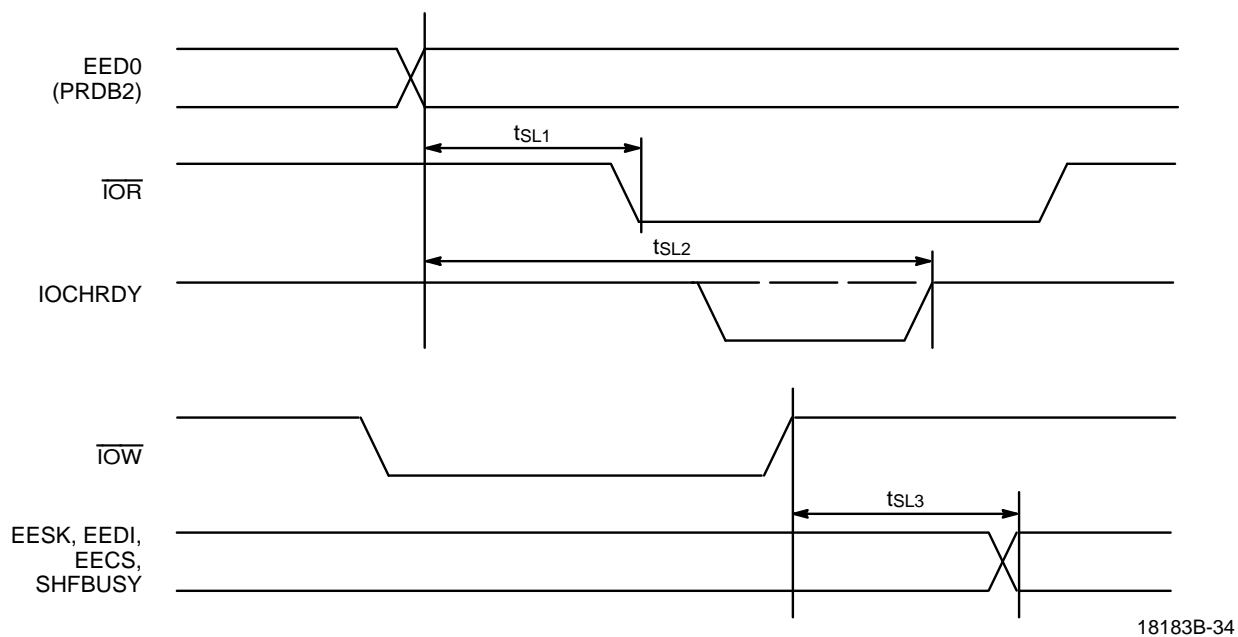 EED0
(PRDB2)
tSL1
IOR
tSL2
IOCHRDY
IOW
tSL3
EESK, EEDI,
EECS,
SHFBUSY
18183B-34